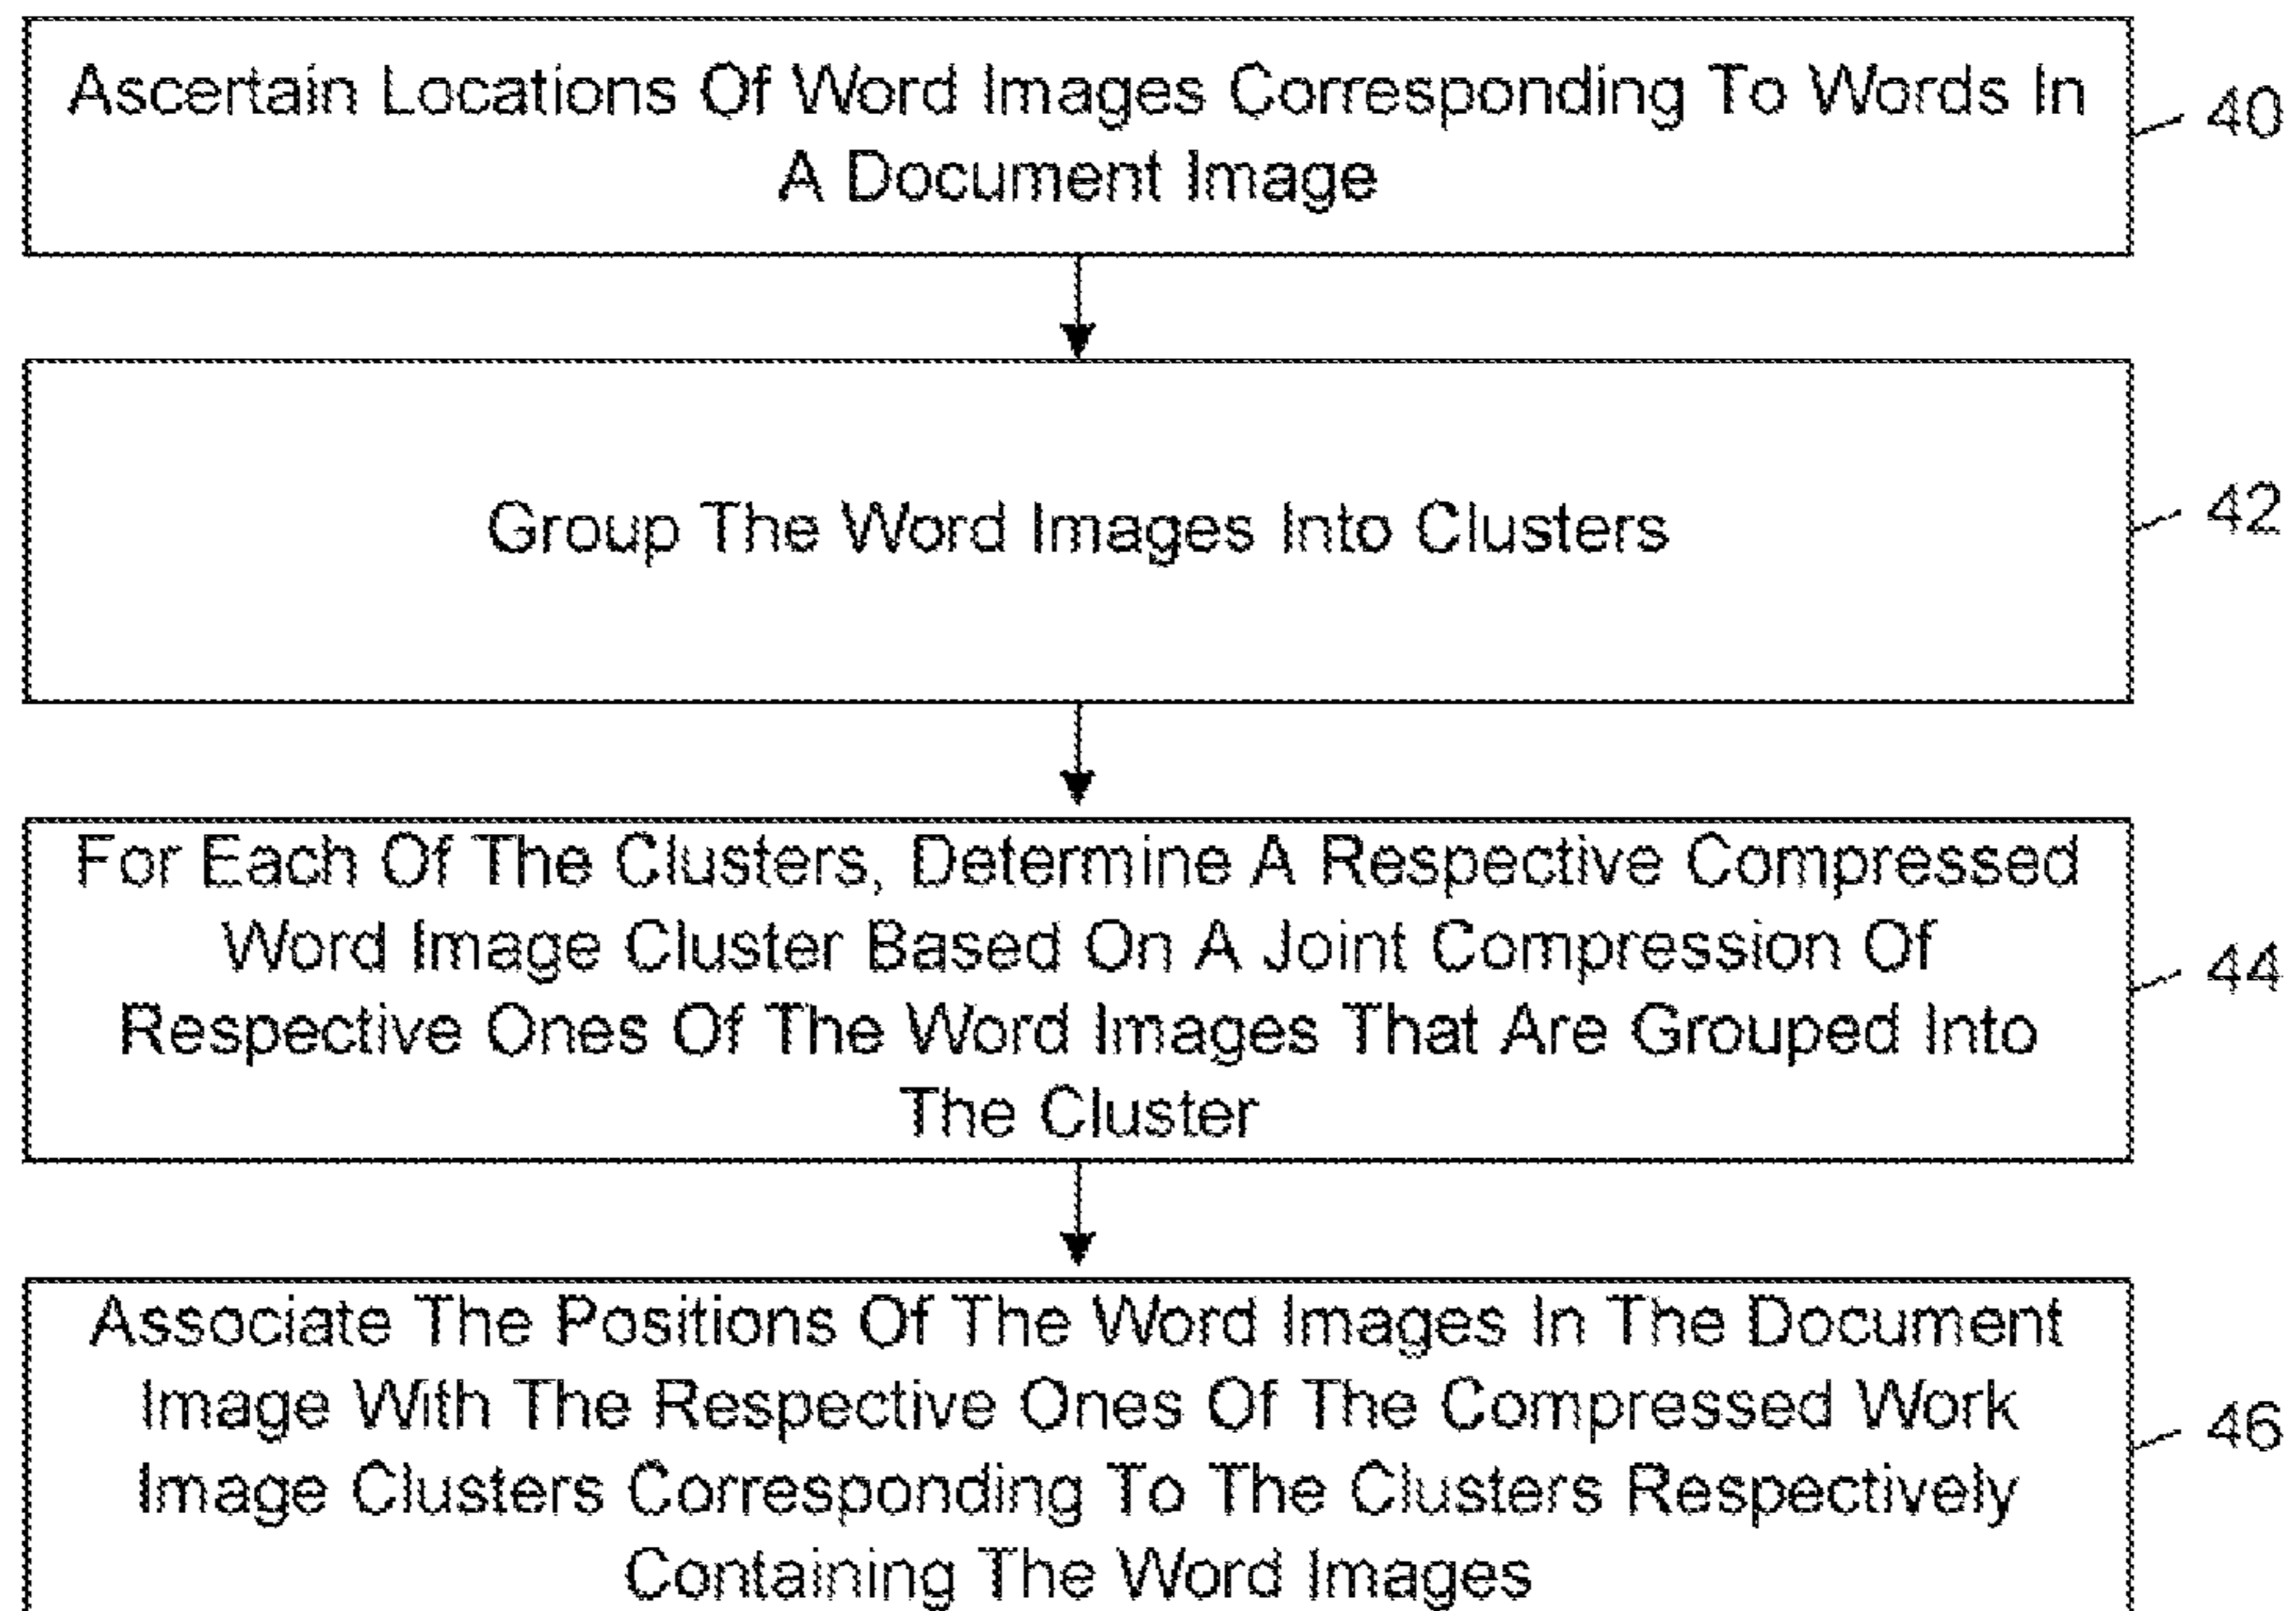 Ascertain Locations Of Word Images Corresponding To Words In
A Document Image
40
Group The Word Images Into Clusters
42
For Each Of The Clusters, Determine A Respective Compressed
Word Image Cluster Based On A Joint Compression Of
Respective Ones Of The Word Images That Are Grouped Into
The Cluster
44
Associate The Positions Of The Word Images In The Document
Image With The Respective Ones Of The Compressed Work
Image Clusters Corresponding To The Clusters Respectively
Containing The Word Images
46